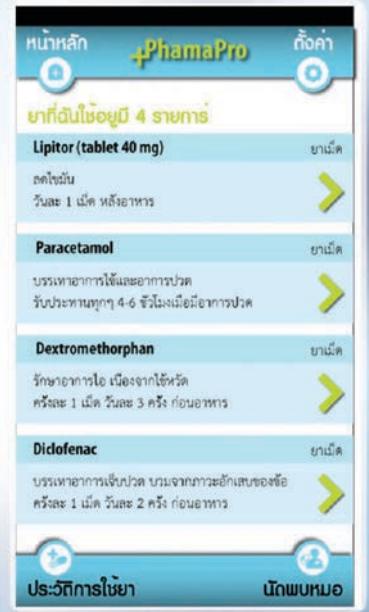 หน้าหลัก
+PhamaPro
ตั้งค่า
ยาที่ฉันใช้อยู่มี 4 รายการ
Lipitor (tablet 40 mg) ยาเม็ด
ลดไขมัน
วันละ 1 เม็ด หลังอาหาร
Paracetamol ยาเม็ด
บรรเทาอาการไข้และอาการปวด
รับประทานทุกๆ 4-6 ชั่วโมงเมื่อมีอาการปวด
Dextromethorphan ยาเม็ด
รักษาอาการไอ เนื่องจากไข้หวัด
ครั้งละ 1 เม็ด วันละ 3 ครั้ง ก่อนอาหาร
Diclofenac ยาเม็ด
บรรเทาอาการเจ็บปวด บวมจากภาวะอักเสบของข้อ
ครั้งละ 1 เม็ด วันละ 2 ครั้ง ก่อนอาหาร
ประวัติการใช้ยา
นัดพบหมอ